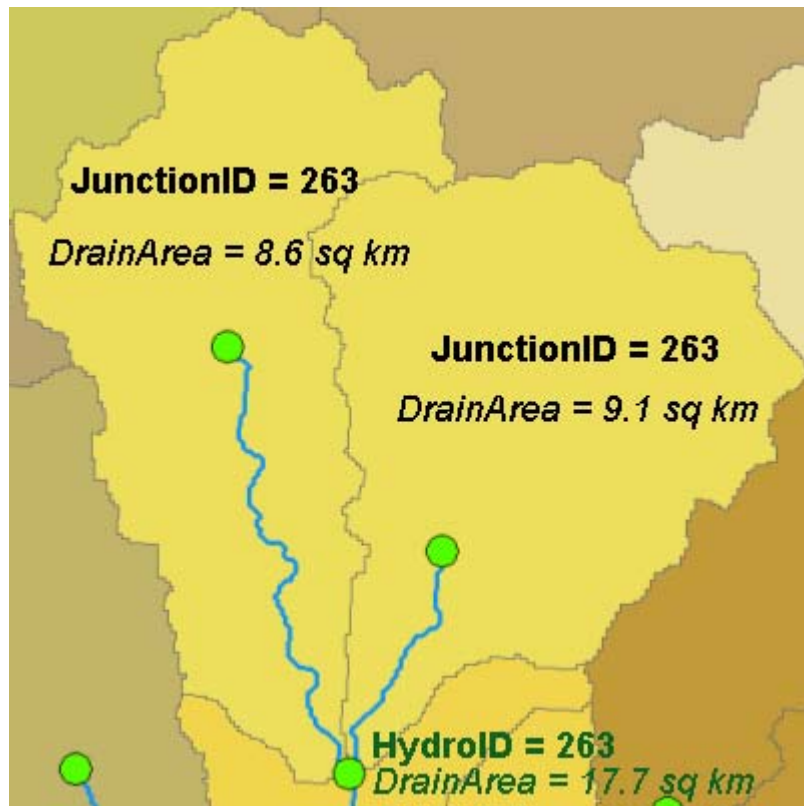 JunctionID = 263
DrainArea = 8.6 sq km
JunctionID = 263
DrainArea = 9.1 sq km
HydroID = 263
DrainArea = 17.7 sq km